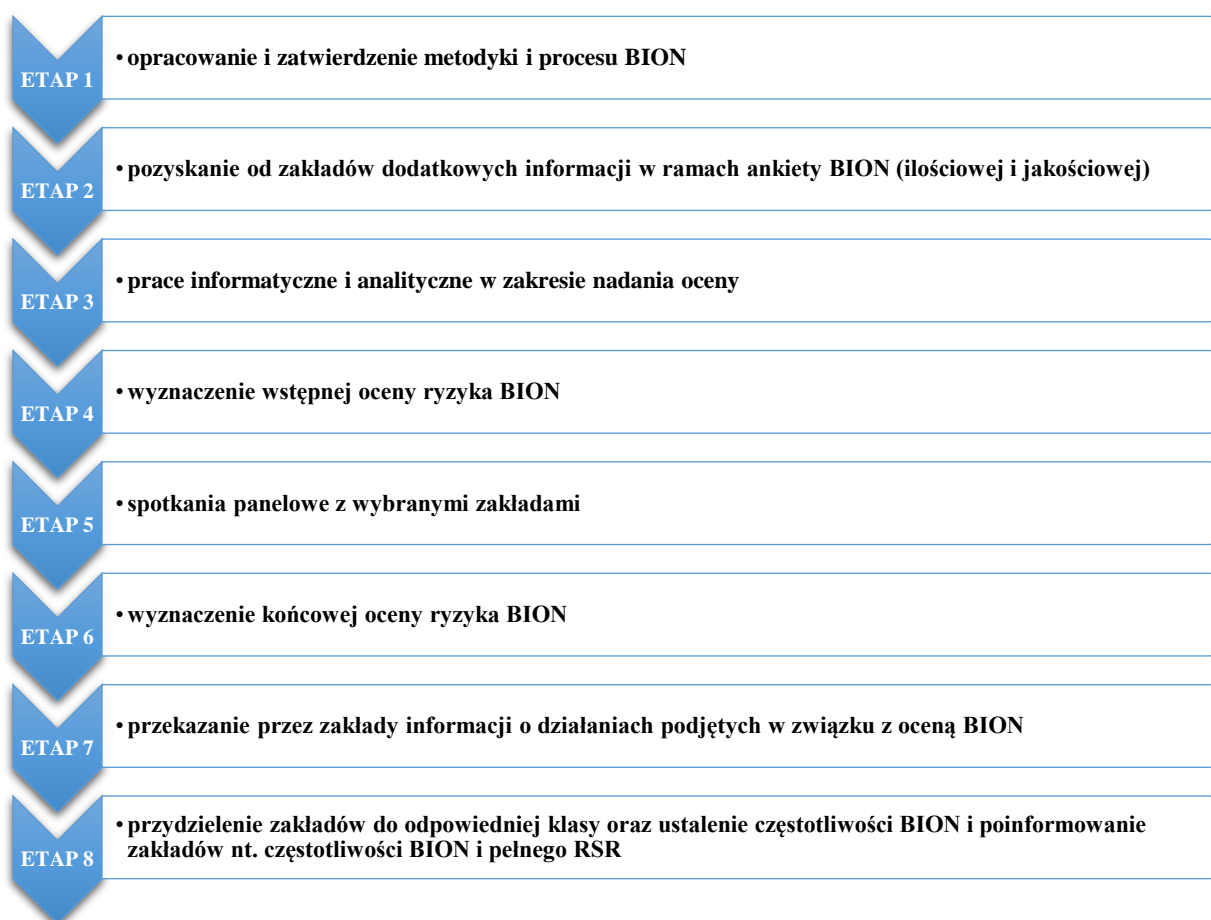 ETAP 1
• opracowanie i zatwierdzenie metodyki i procesu BION
ETAP 2
• pozyskanie od zakładów dodatkowych informacji w ramach ankiety BION (ilościowej i jakościowej)
ETAP 3
• prace informatyczne i analityczne w zakresie nadania oceny
ETAP 4
• wyznaczenie wstępnej oceny ryzyka BION
ETAP 5
• spotkania panelowe z wybranymi zakładami
ETAP 6
• wyznaczenie końcowej oceny ryzyka BION
ETAP 7
• przekazanie przez zakłady informacji o działaniach podjętych w związku z oceną BION
ETAP 8
• przydzielenie zakładów do odpowiedniej klasy oraz ustalenie częstotliwości BION i poinformowanie
zakładów nt. częstotliwości BION i pełnego RSR